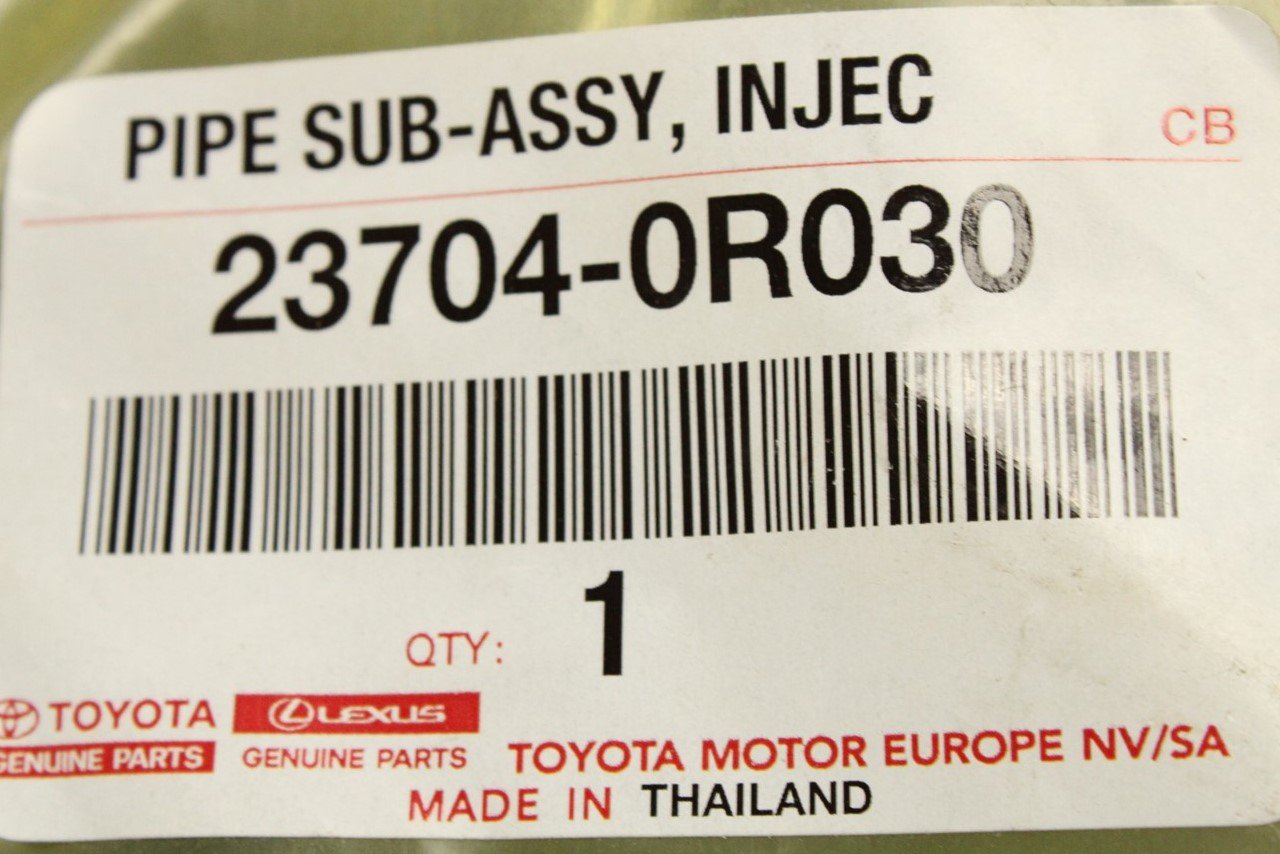 PIPE SUB-ASSY, INJEC
CB
23704-0R030
1
QTY:
TOYOTA
GENUINE PARTS
LEXUS
GENUINE PARTS
TOYOTA MOTOR EUROPE NV/SA
MADE IN THAILAND